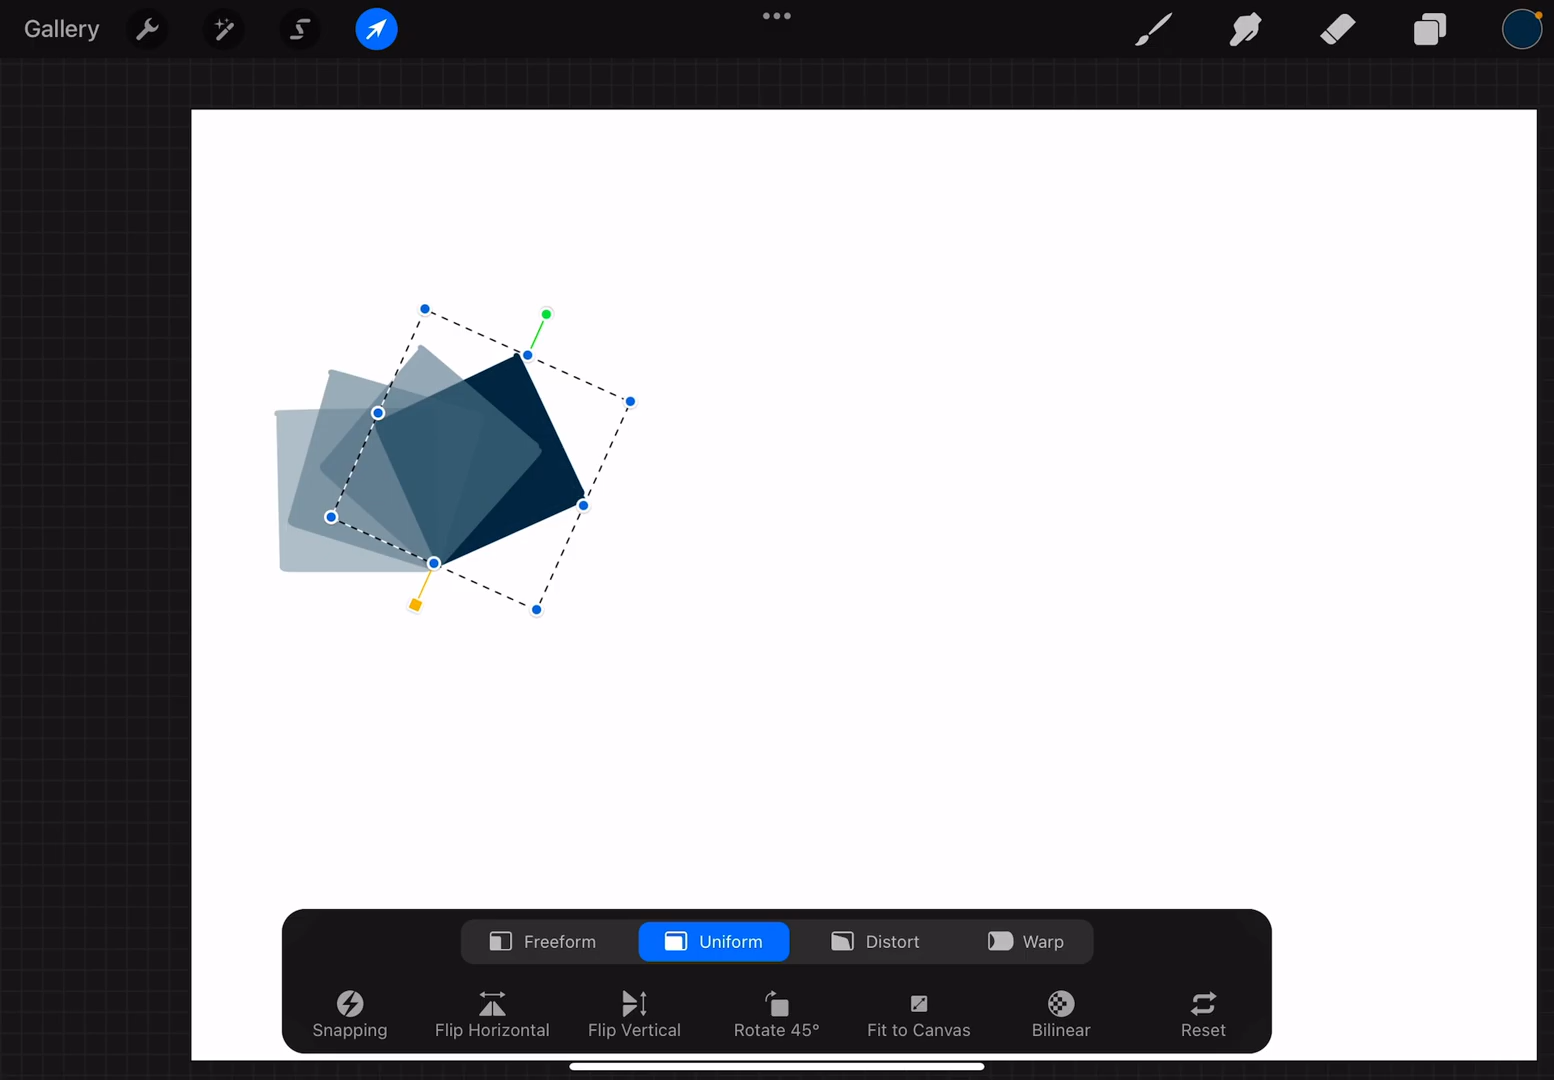 Gallery
Freeform Uniform Distort Warp
Snapping Flip Horizontal Flip Vertical Rotate 45° Fit to Canvas Bilinear Reset